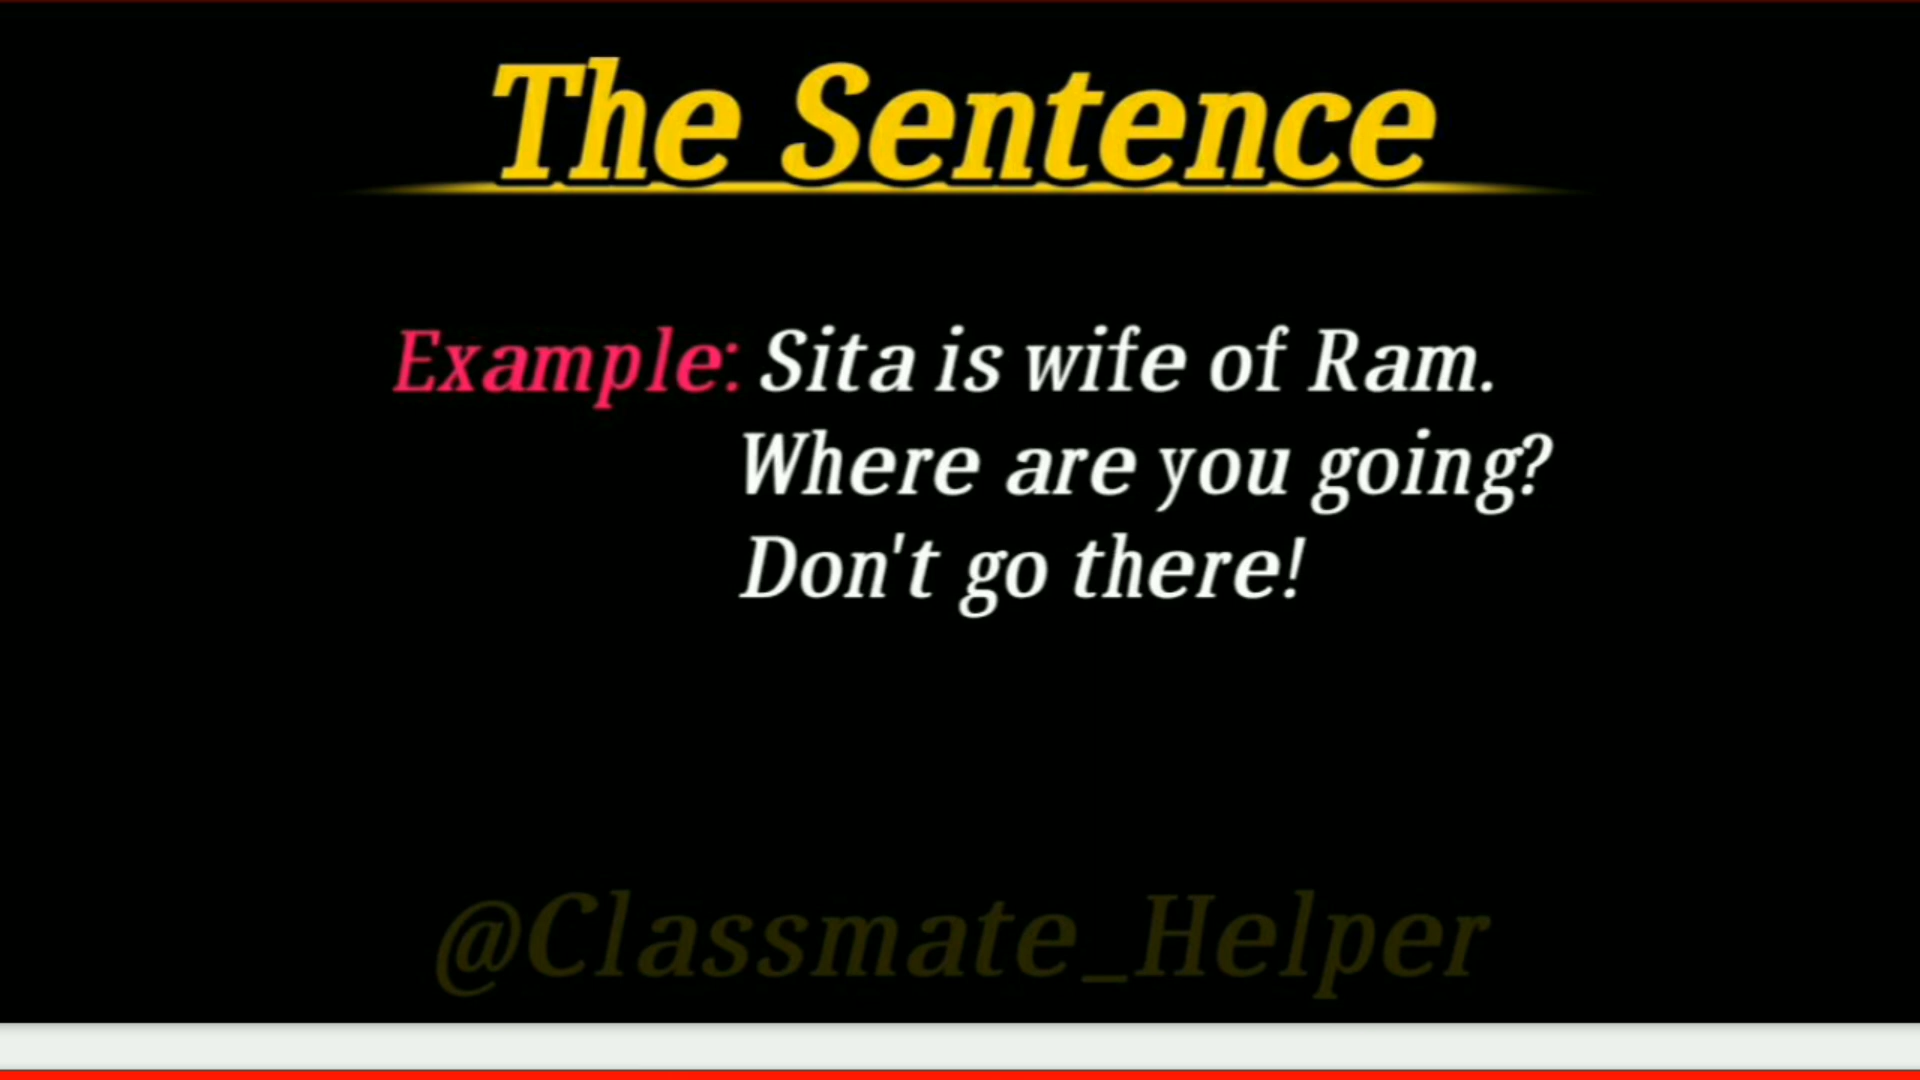 The Sentence
Example: Sita is wife of Ram.
Where are you going?
Don't go there!
@Classmate_Helper